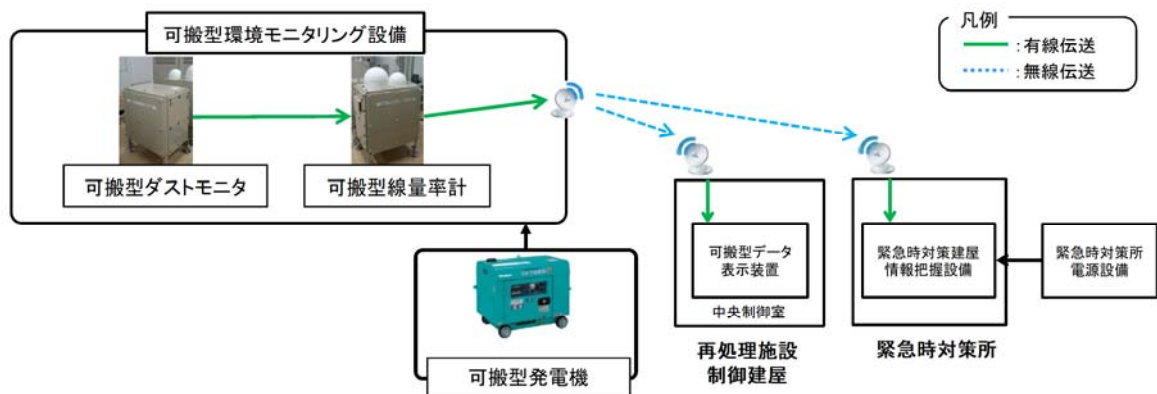 可搬型環境モニタリング設備
凡例
：有線伝送
：無線伝送
可搬型ダストモニタ
可搬型線量率計
可搬型データ
表示装置
中央制御室
再処理施設
制御建屋
緊急時対策建屋
情報把握設備
緊急時対策所
緊急時対策所
電源設備
可搬型発電機